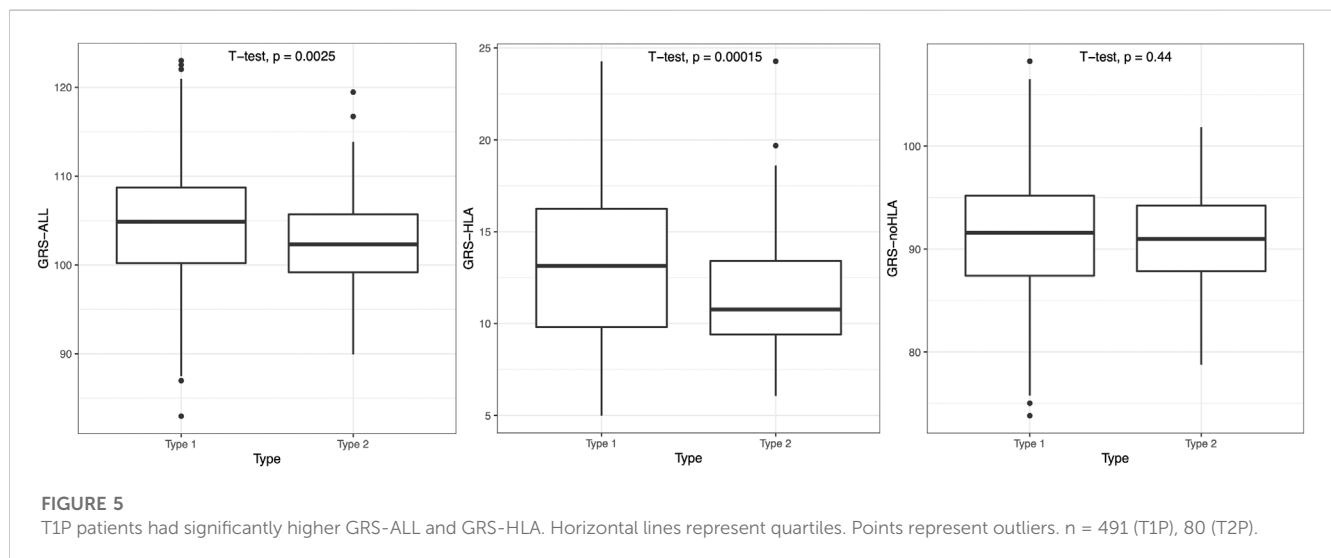 T-test, p = 0.0025
120
110
100
90
GRS-ALL
Type 1 Type 2
Type
T-test, p = 0.00015
25
20
15
10
5
GRS-HLA
Type 1 Type 2
Type
T-test, p = 0.44
100
90
80
GRS-noHLA
Type 1 Type 2
Type
FIGURE 5
T1P patients had significantly higher GRS-ALL and GRS-HLA. Horizontal lines represent quartiles. Points represent outliers. n = 491 (T1P), 80 (T2P).